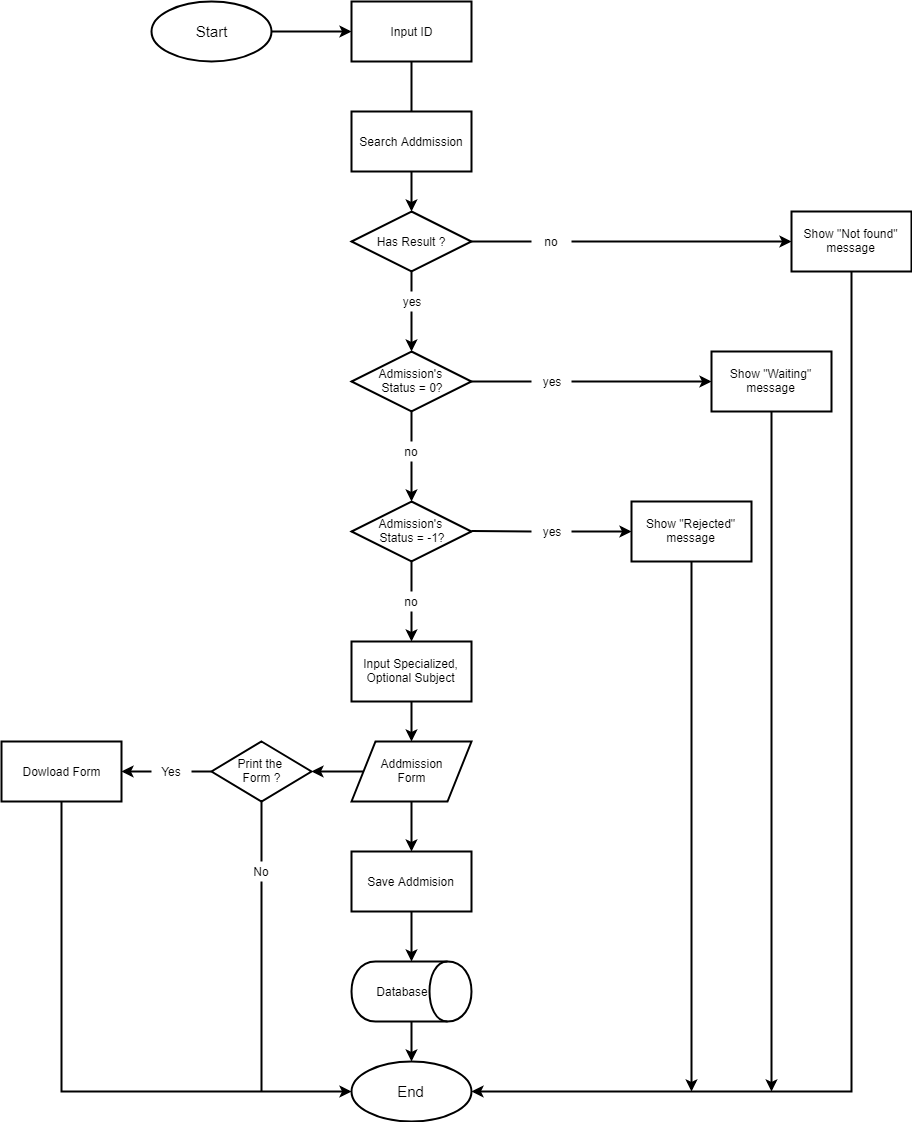 Start
Input ID
Search Addmission
Has Result ?
no
Show "Not found"
message
yes
Admission's
Status = 0?
yes
Show "Waiting"
message
no
Admission's
Status = -1?
yes
Show "Rejected"
message
no
Input Specialized,
Optional Subject
Dowload Form
Yes
Print the
Form ?
Addmission
Form
No
Save Addmision
Database
End